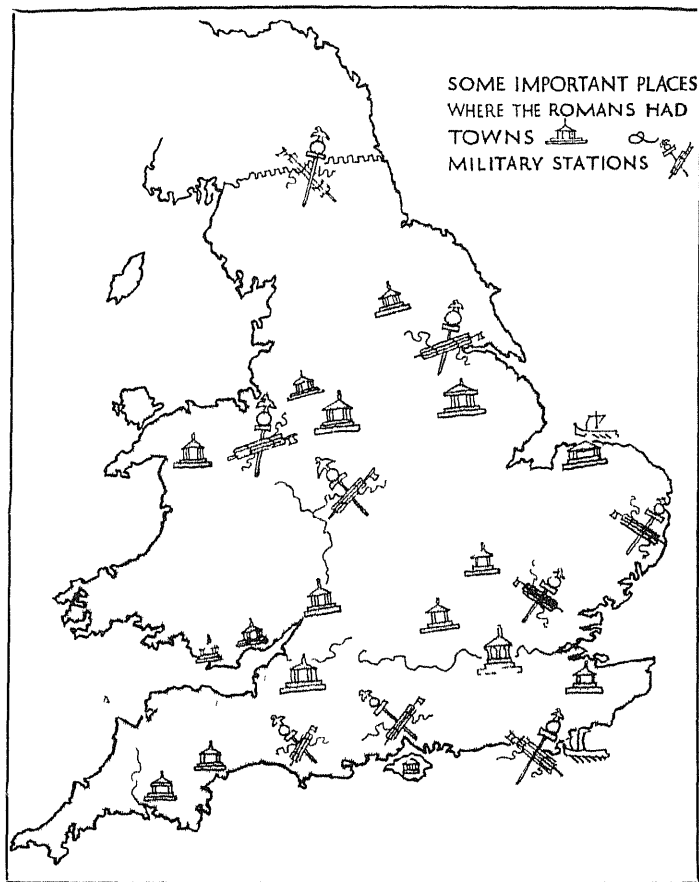 SOME IMPORTANT PLACES
WHERE THE ROMANS HAD
TOWNS &
MILITARY STATIONS